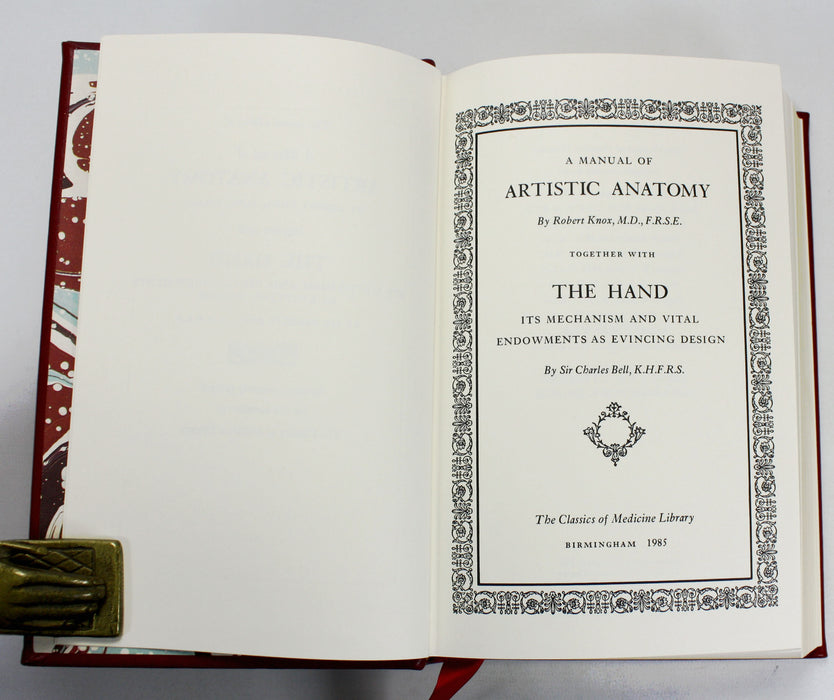 A MANUAL OF
ARTISTIC ANATOMY
By Robert Knox, M.D., F.R.S.E.
TOGETHER WITH
THE HAND
ITS MECHANISM AND VITAL
ENDOWMENTS AS EVINCING DESIGN
By Sir Charles Bell, K.H.F.R.S.
The Classics of Medicine Library
BIRMINGHAM 1985